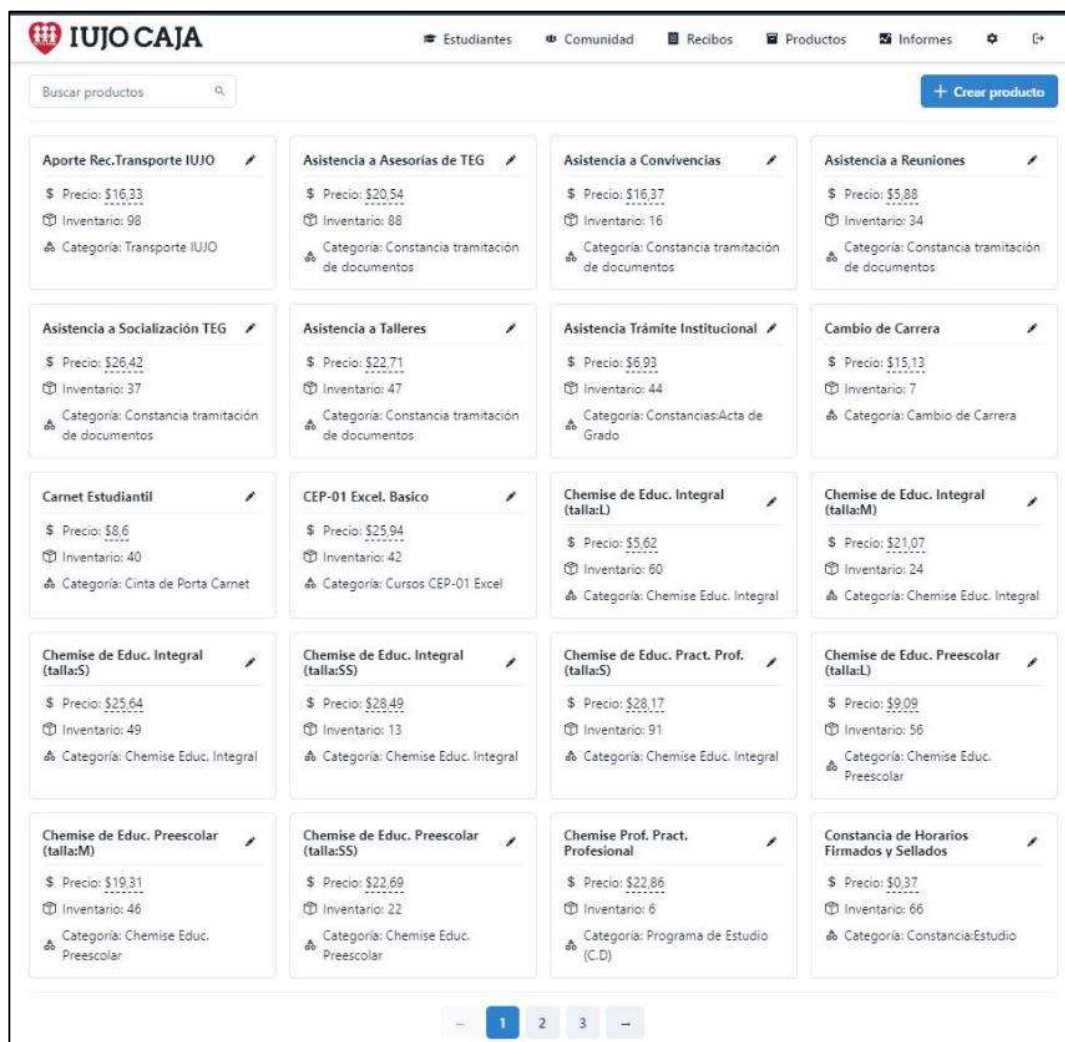 IUJO CAJA
Estudiantes
Comunidad
Recibos
Productos
Informes
Buscar productos
+ Crear producto
Aporte Rec.Transporte IUJO
$ Precio: $16,33
Inventario: 98
Categoría: Transporte IUJO
Asistencia a Asesorías de TEG
$ Precio: $20,54
Inventario: 88
Categoría: Constancia tramitación
de documentos
Asistencia a Convivencias
$ Precio: $16,37
Inventario: 16
Categoría: Constancia tramitación
de documentos
Asistencia a Reuniones
$ Precio: $5,88
Inventario: 34
Categoría: Constancia tramitación
de documentos
Asistencia a Socialización TEG
$ Precio: $26,42
Inventario: 37
Categoría: Constancia tramitación
de documentos
Asistencia a Talleres
$ Precio: $22,71
Inventario: 47
Categoría: Constancia tramitación
de documentos
Asistencia Trámite Institucional
$ Precio: $6,93
Inventario: 44
Categoría: Constancias:Acta de
Grado
Cambio de Carrera
$ Precio: $15,13
Inventario: 7
Categoría: Cambio de Carrera
Carnet Estudiantil
$ Precio: $8,6
Inventario: 40
Categoría: Cinta de Porta Carnet
CEP-01 Excel. Basico
$ Precio: $25,94
Inventario: 42
Categoría: Cursos CEP-01 Excel
Chemise de Educ. Integral
(talla:L)
$ Precio: $5,62
Inventario: 60
Categoría: Chemise Educ. Integral
Chemise de Educ. Integral
(talla:M)
$ Precio: $21,07
Inventario: 24
Categoría: Chemise Educ. Integral
Chemise de Educ. Integral
(talla:S)
$ Precio: $25,64
Inventario: 49
Categoría: Chemise Educ. Integral
Chemise de Educ. Integral
(talla:SS)
$ Precio: $28,49
Inventario: 13
Categoría: Chemise Educ. Integral
Chemise de Educ. Pract. Prof.
(talla:S)
$ Precio: $28,17
Inventario: 91
Categoría: Chemise Educ. Integral
Chemise de Educ. Preescolar
(talla:L)
$ Precio: $9,09
Inventario: 56
Categoría: Chemise Educ.
Preescolar
Chemise de Educ. Preescolar
(talla:M)
$ Precio: $19,31
Inventario: 46
Categoría: Chemise Educ.
Preescolar
Chemise de Educ. Preescolar
(talla:SS)
$ Precio: $22,69
Inventario: 22
Categoría: Chemise Educ.
Preescolar
Chemise Prof. Pract.
Profesional
$ Precio: $22,86
Inventario: 6
Categoría: Programa de Estudio
(C.D)
Constancia de Horarios
Firmados y Sellados
$ Precio: $0,37
Inventario: 66
Categoría: Constancia:Estudio
← 1 2 3 →